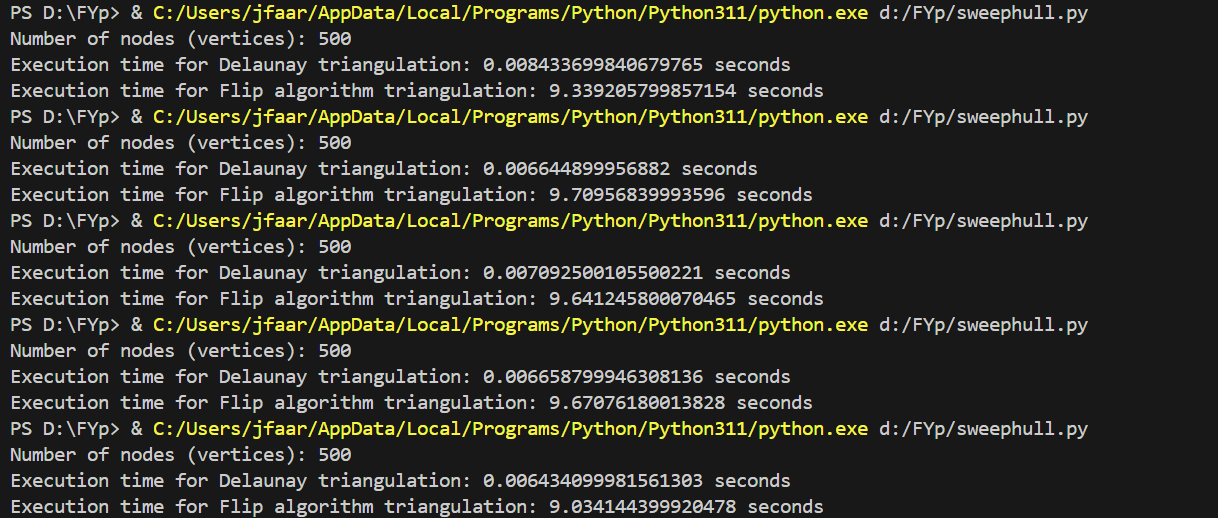 PS D:\FYp> & C:/Users/jfaar/AppData/Local/Programs/Python/Python311/python.exe d:/FYp/sweephull.py
Number of nodes (vertices): 500
Execution time for Delaunay triangulation: 0.008433699840679765 seconds
Execution time for Flip algorithm triangulation: 9.339205799857154 seconds
PS D:\FYp> & C:/Users/jfaar/AppData/Local/Programs/Python/Python311/python.exe d:/FYp/sweephull.py
Number of nodes (vertices): 500
Execution time for Delaunay triangulation: 0.006644899956882 seconds
Execution time for Flip algorithm triangulation: 9.70956839993596 seconds
PS D:\FYp> & C:/Users/jfaar/AppData/Local/Programs/Python/Python311/python.exe d:/FYp/sweephull.py
Number of nodes (vertices): 500
Execution time for Delaunay triangulation: 0.007092500105500221 seconds
Execution time for Flip algorithm triangulation: 9.641245800070465 seconds
PS D:\FYp> & C:/Users/jfaar/AppData/Local/Programs/Python/Python311/python.exe d:/FYp/sweephull.py
Number of nodes (vertices): 500
Execution time for Delaunay triangulation: 0.006658799946308136 seconds
Execution time for Flip algorithm triangulation: 9.67076180013828 seconds
PS D:\FYp> & C:/Users/jfaar/AppData/Local/Programs/Python/Python311/python.exe d:/FYp/sweephull.py
Number of nodes (vertices): 500
Execution time for Delaunay triangulation: 0.006434099981561303 seconds
Execution time for Flip algorithm triangulation: 9.034144399920478 seconds